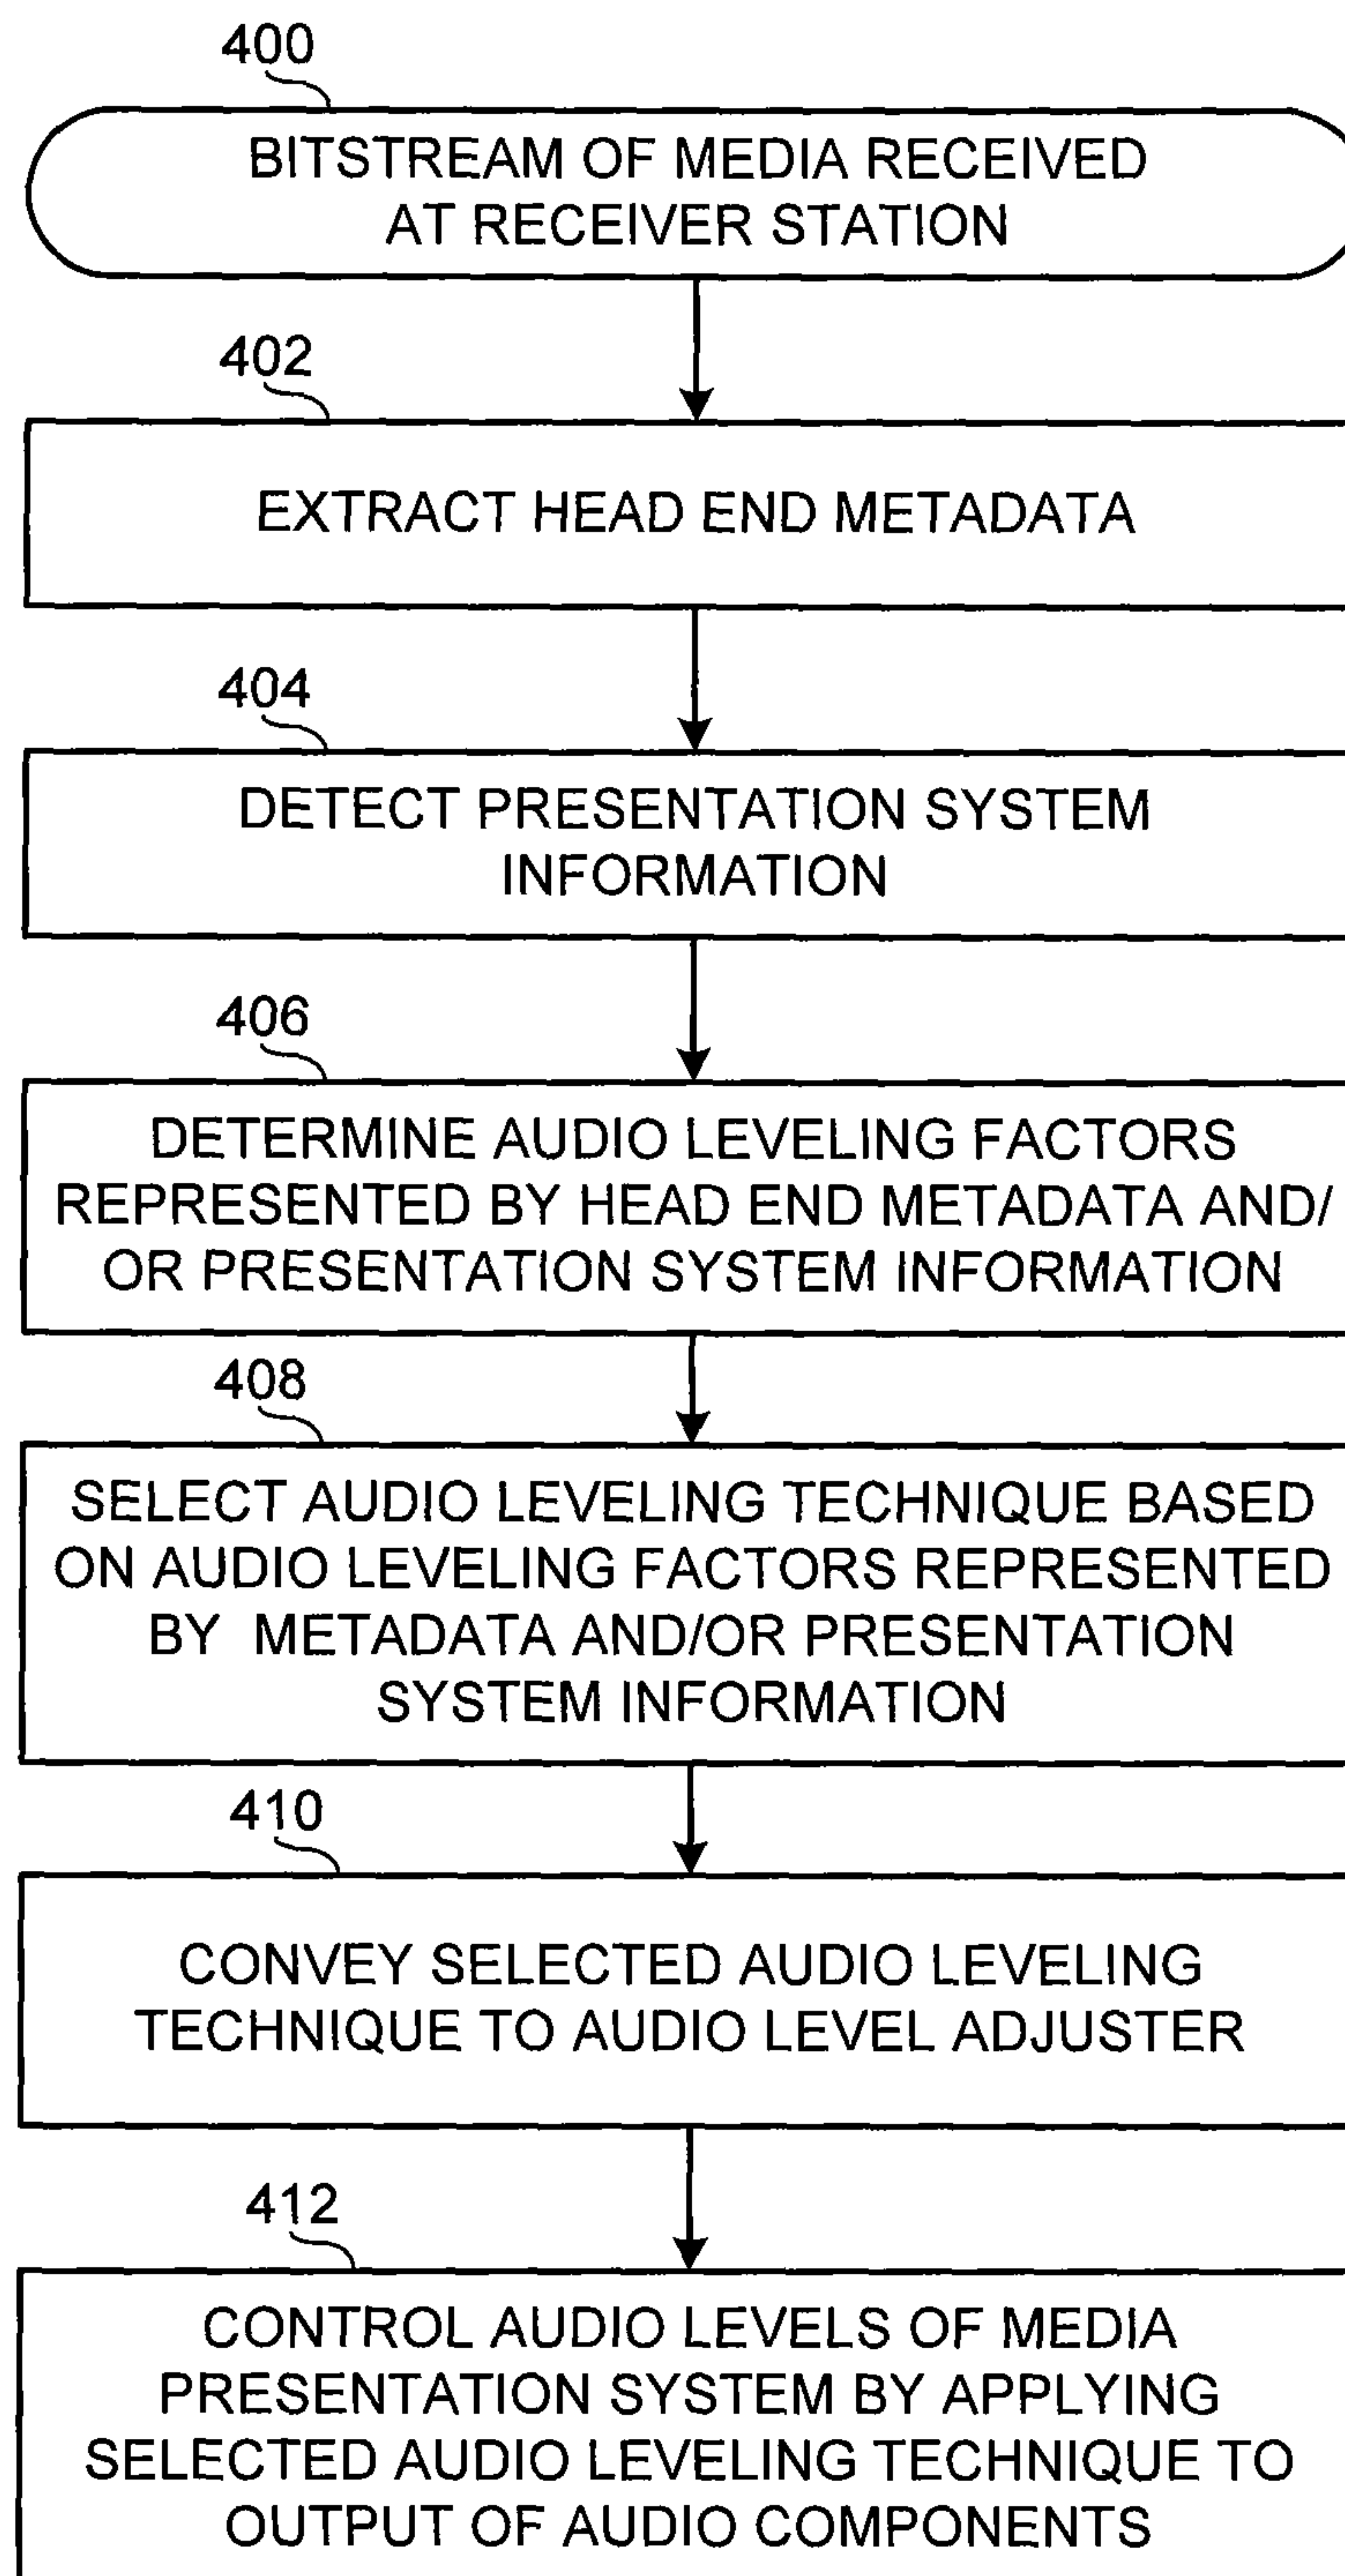 400
BITSTREAM OF MEDIA RECEIVED
AT RECEIVER STATION
402
EXTRACT HEAD END METADATA
404
DETECT PRESENTATION SYSTEM
INFORMATION
406
DETERMINE AUDIO LEVELING FACTORS
REPRESENTED BY HEAD END METADATA AND/
OR PRESENTATION SYSTEM INFORMATION
408
SELECT AUDIO LEVELING TECHNIQUE BASED
ON AUDIO LEVELING FACTORS REPRESENTED
BY METADATA AND/OR PRESENTATION
SYSTEM INFORMATION
410
CONVEY SELECTED AUDIO LEVELING
TECHNIQUE TO AUDIO LEVEL ADJUSTER
412
CONTROL AUDIO LEVELS OF MEDIA
PRESENTATION SYSTEM BY APPLYING
SELECTED AUDIO LEVELING TECHNIQUE TO
OUTPUT OF AUDIO COMPONENTS